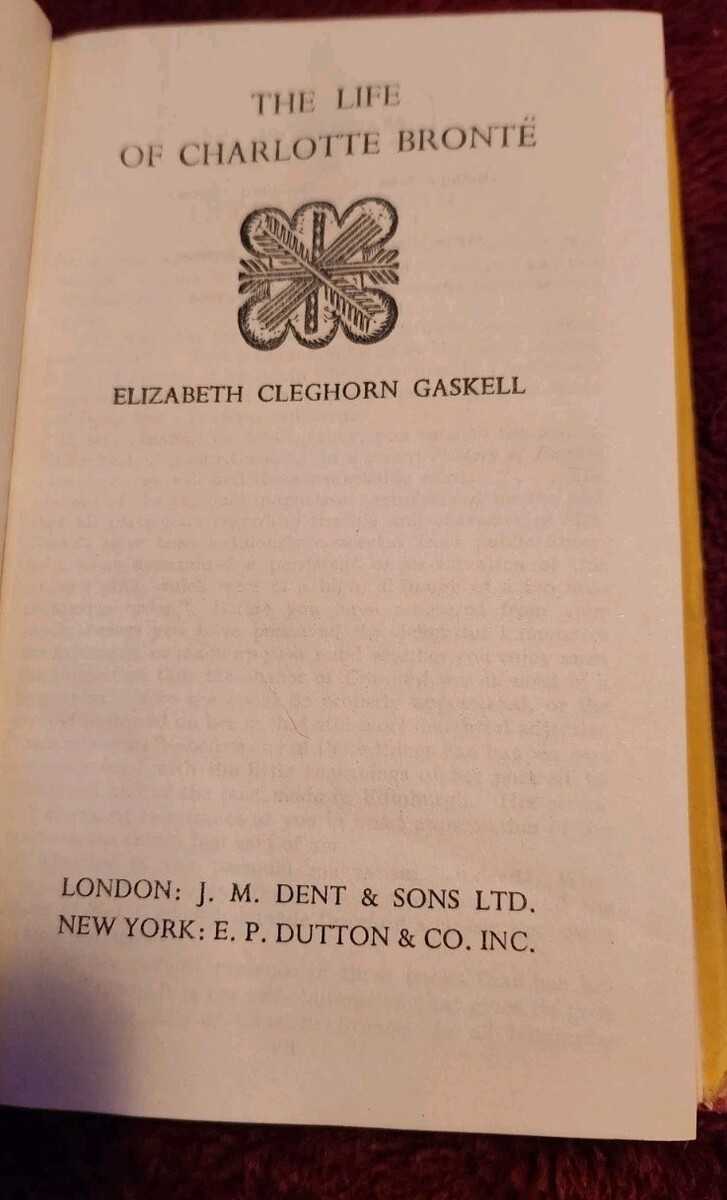 THE LIFE
OF CHARLOTTE BRONTË
ELIZABETH CLEGHORN GASKELL
LONDON: J. M. DENT & SONS LTD.
NEW YORK: E. P. DUTTON & CO. INC.